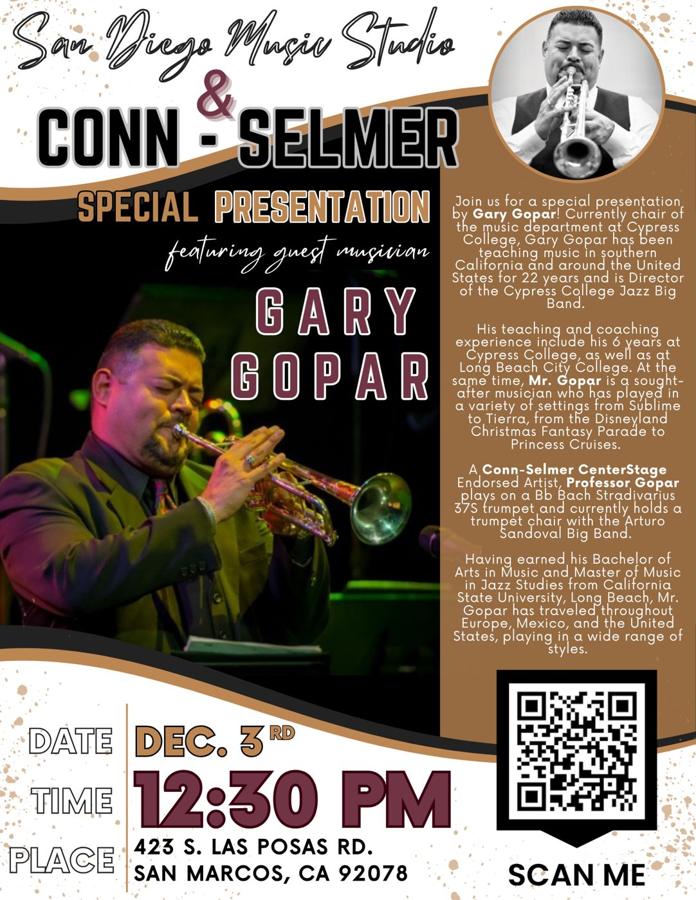 San Diego Music Studio
&
CONN - SELMER
SPECIAL PRESENTATION
featuring guest musician
GARY
GOPAR
Join us for a special presentation
by Gary Gopar! Currently chair of
the music department at Cypress
College, Gary Gopar has been
teaching music in southern
California and around the United
States for 22 years and is Director
of the Cypress College Jazz Big
Band.
His teaching and coaching
experience include his 6 years at
Cypress College, as well as at
Long Beach City College. At the
same time, Mr. Gopar is a sought-
after musician who has played in
a variety of settings from Sublime
to Tierra, from the Disneyland
Christmas Fantasy Parade to
Princess Cruises.
A Conn-Selmer CenterStage
Endorsed Artist, Professor Gopar
plays on a Bb Bach Stradivarius
37S trumpet and currently holds a
trumpet chair with the Arturo
Sandoval Big Band.
Having earned his Bachelor of
Arts in Music and Master of Music
in Jazz Studies from California
State University, Long Beach, Mr.
Gopar has traveled throughout
Europe, Mexico, and the United
States, playing in a wide range of
styles.
DATE DEC. 3RD
TIME 12:30 PM
PLACE 423 S. LAS POSAS RD.
SAN MARCOS, CA 92078
SCAN ME